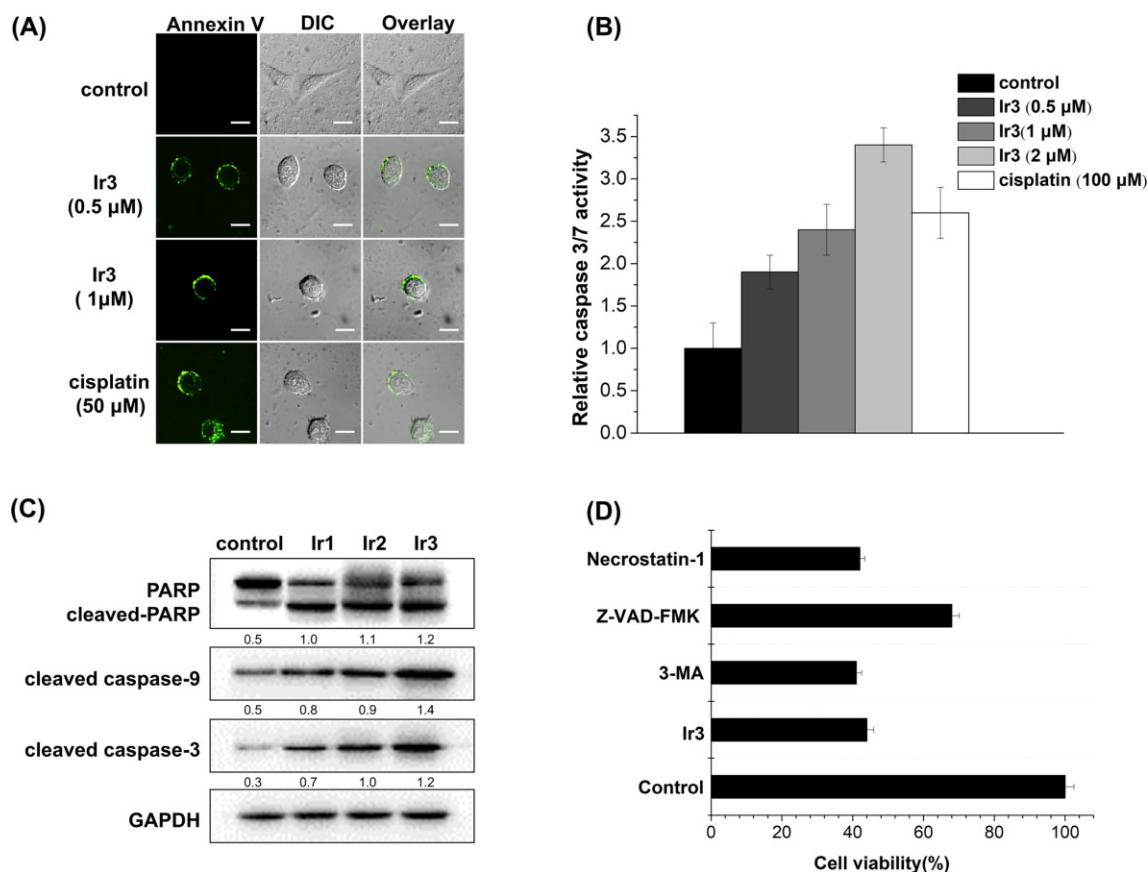 (A)
Annexin V DIC Overlay
control
Ir3
(0.5 µM)
Ir3
( 1µM)
cisplatin
(50 µM)
(B)
control
Ir3 (0.5 µM)
Ir3(1 µM)
Ir3 (2 µM)
cisplatin (100 µM)
Relative caspase 3/7 activity
3.5
3.0
2.5
2.0
1.5
1.0
0.5
0.0
(C)
control Ir1 Ir2 Ir3
PARP
cleaved-PARP
0.5 1.0 1.1 1.2
cleaved caspase-9
0.5 0.8 0.9 1.4
cleaved caspase-3
0.3 0.7 1.0 1.2
GAPDH
(D)
Necrostatin-1
Z-VAD-FMK
3-MA
Ir3
Control
0 20 40 60 80 100
Cell viability(%)